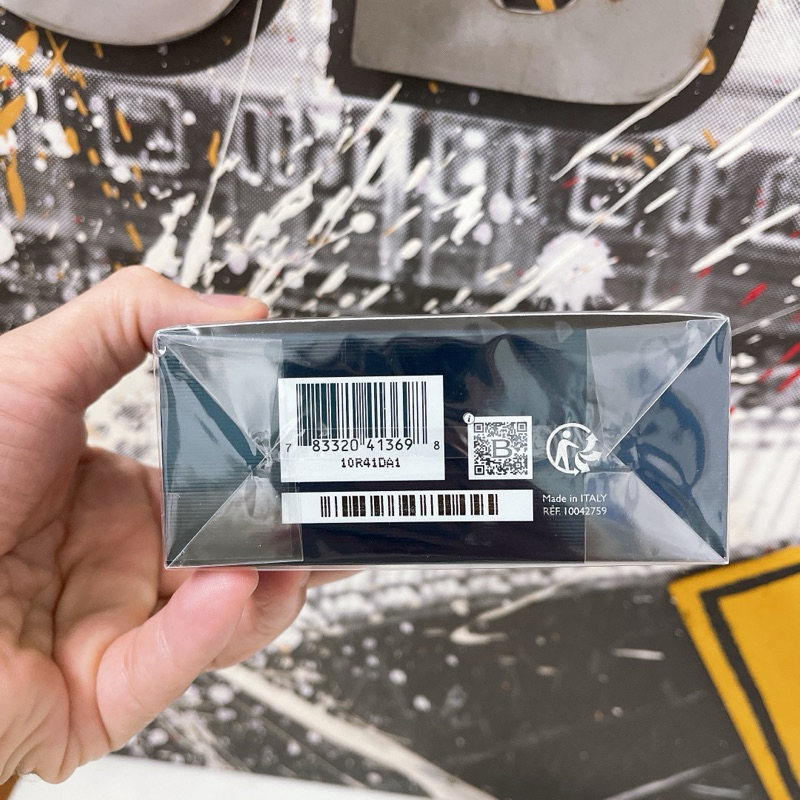 7 83320 41369 8
10R41DA1
i
B
Made in ITALY
RÉF. 10042759